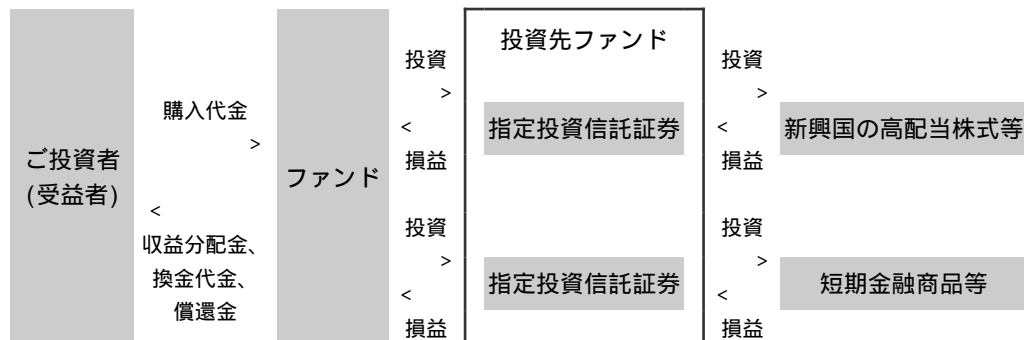 ご投資者
(受益者)
購入代金
>
<
収益分配金、
換金代金、
償還金
ファンド
投資
>
<
損益
投資
>
<
損益
投資先ファンド
指定投資信託証券
指定投資信託証券
投資
>
<
損益
投資
>
<
損益
新興国の高配当株式等
短期金融商品等